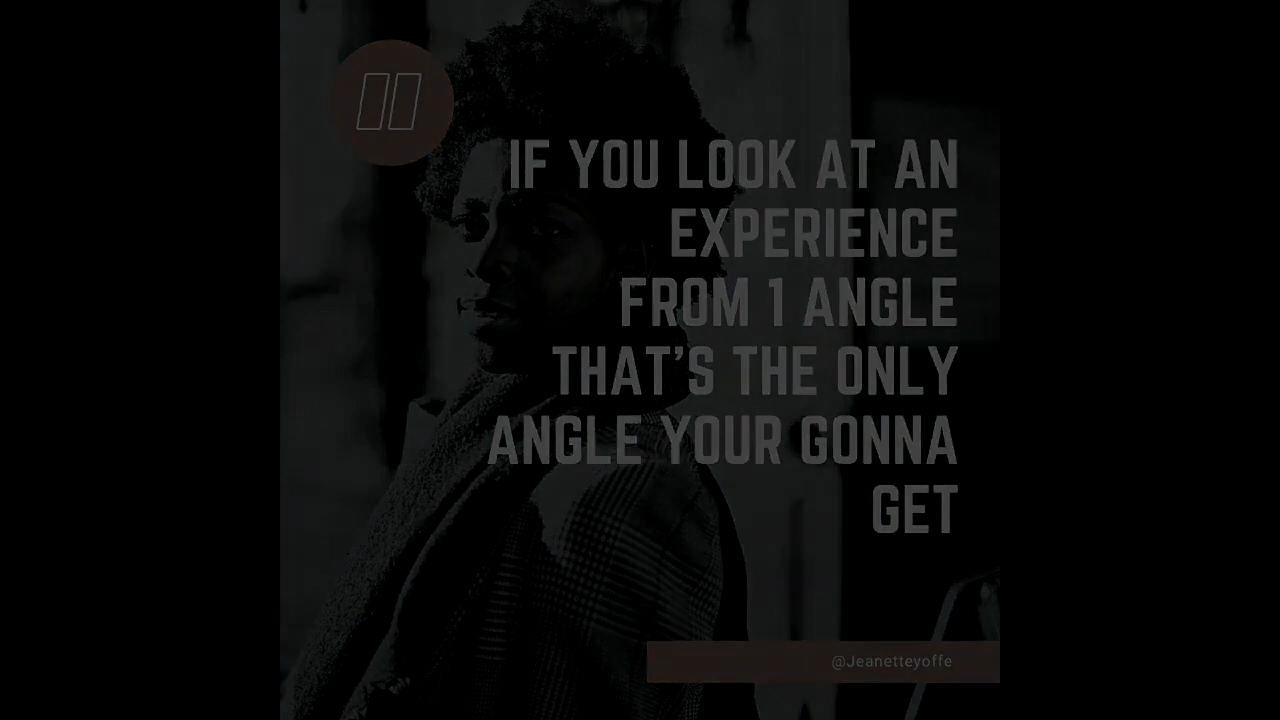 IF YOU LOOK AT AN
EXPERIENCE
FROM 1 ANGLE
THAT'S THE ONLY
ANGLE YOUR GONNA
GET
@Jeanetteyoffe